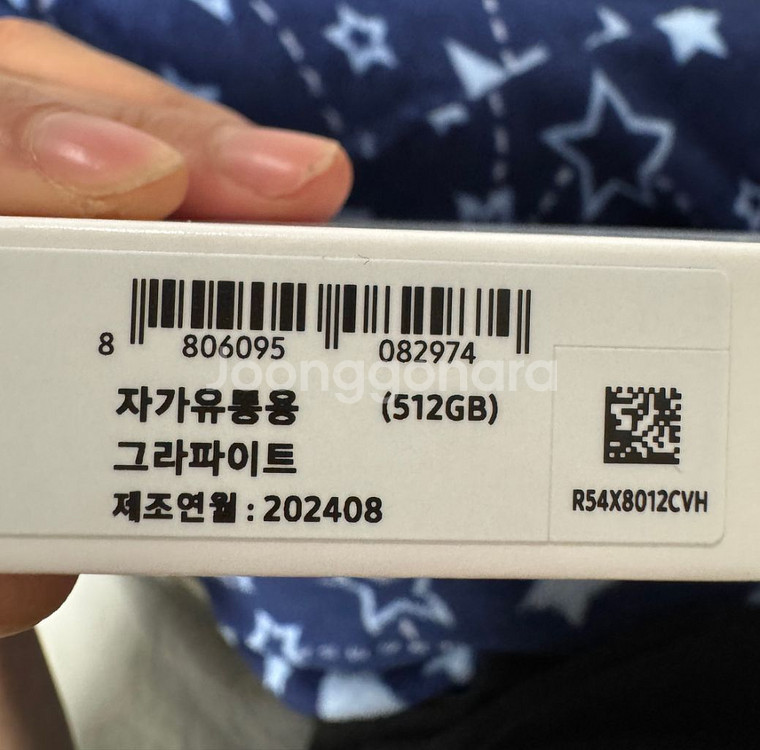 8 806095 082974
Joonggonara
자가유통용 (512GB)
그라파이트
제조연월 : 202408
R54X8012CVH